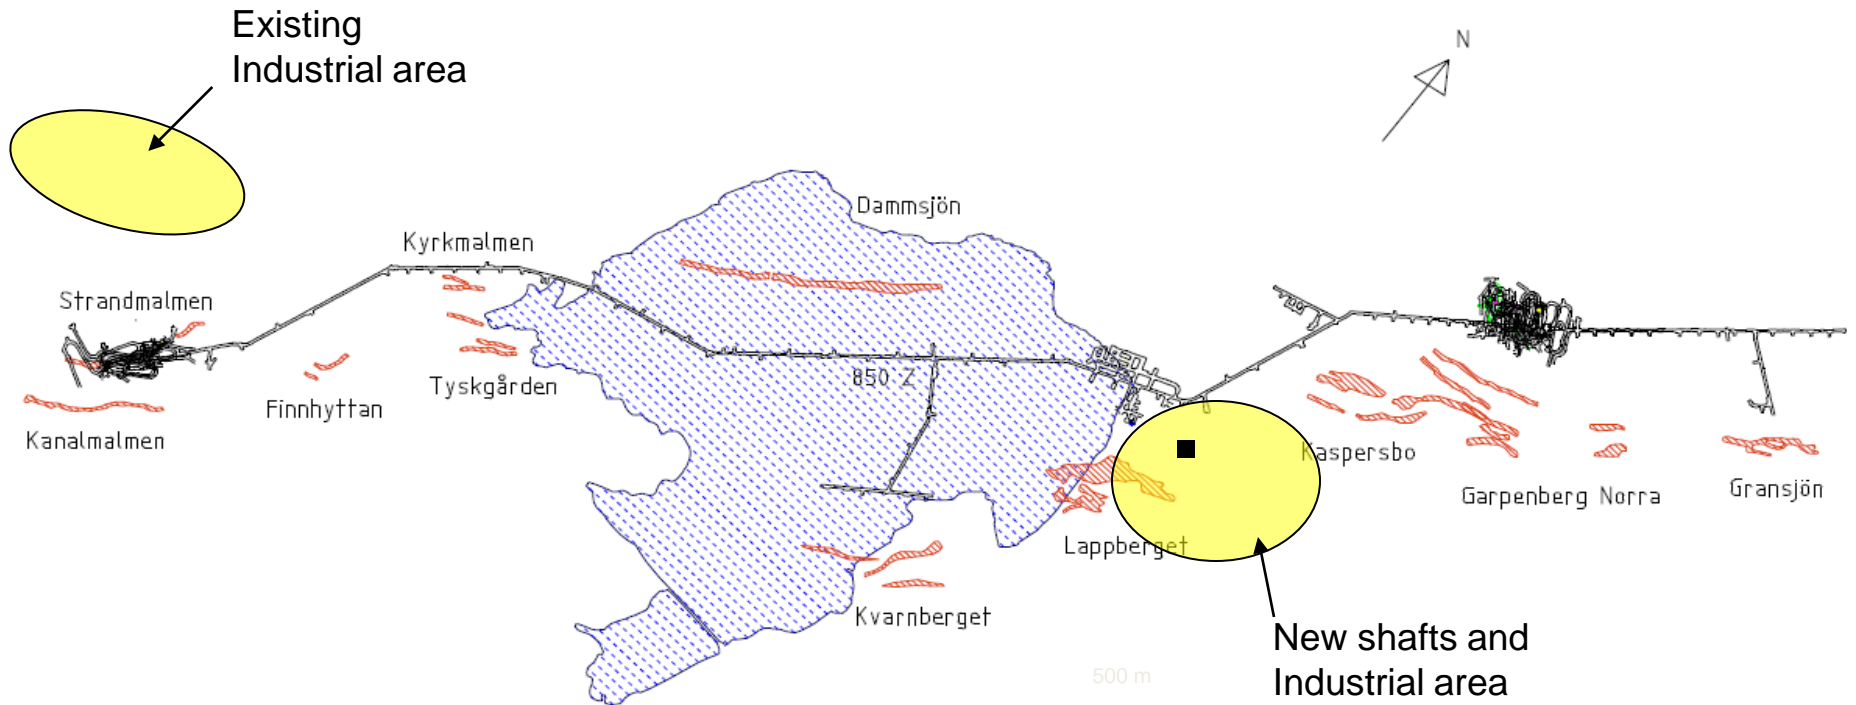 Existing
Industrial area
N
Dammsjön
Kyrkmalmen
Strandmalmen
850 Z
Tyskgården
Finnhyttan
Kanalmalmen
Kaspersbo
Garpenberg Norra
Gransjön
Lappberget
Kvarnberget
New shafts and
Industrial area
500 m